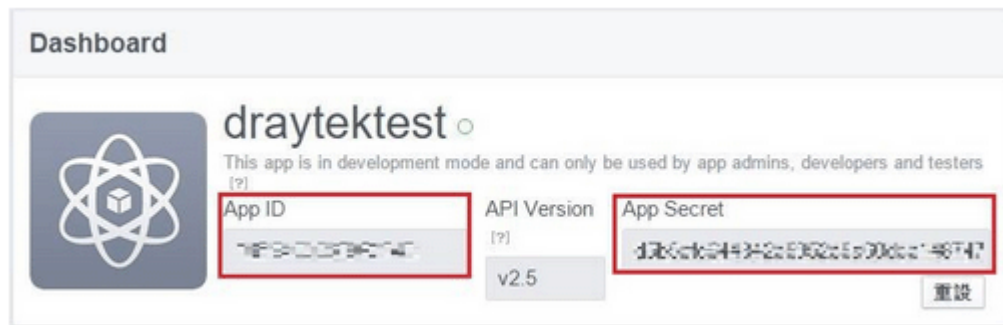 Dashboard
draytektest
This app is in development mode and can only be used by app admins, developers and testers
[?]
App ID
API Version
[?]
v2.5
App Secret
重設